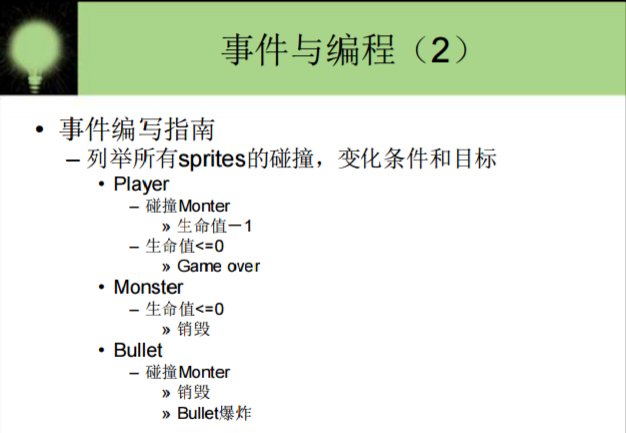 事件与编程（2）
• 事件编写指南
– 列举所有sprites的碰撞，变化条件和目标
• Player
– 碰撞Monter
» 生命值－1
– 生命值<=0
» Game over
• Monster
– 生命值<=0
» 销毁
• Bullet
– 碰撞Monter
» 销毁
» Bullet爆炸